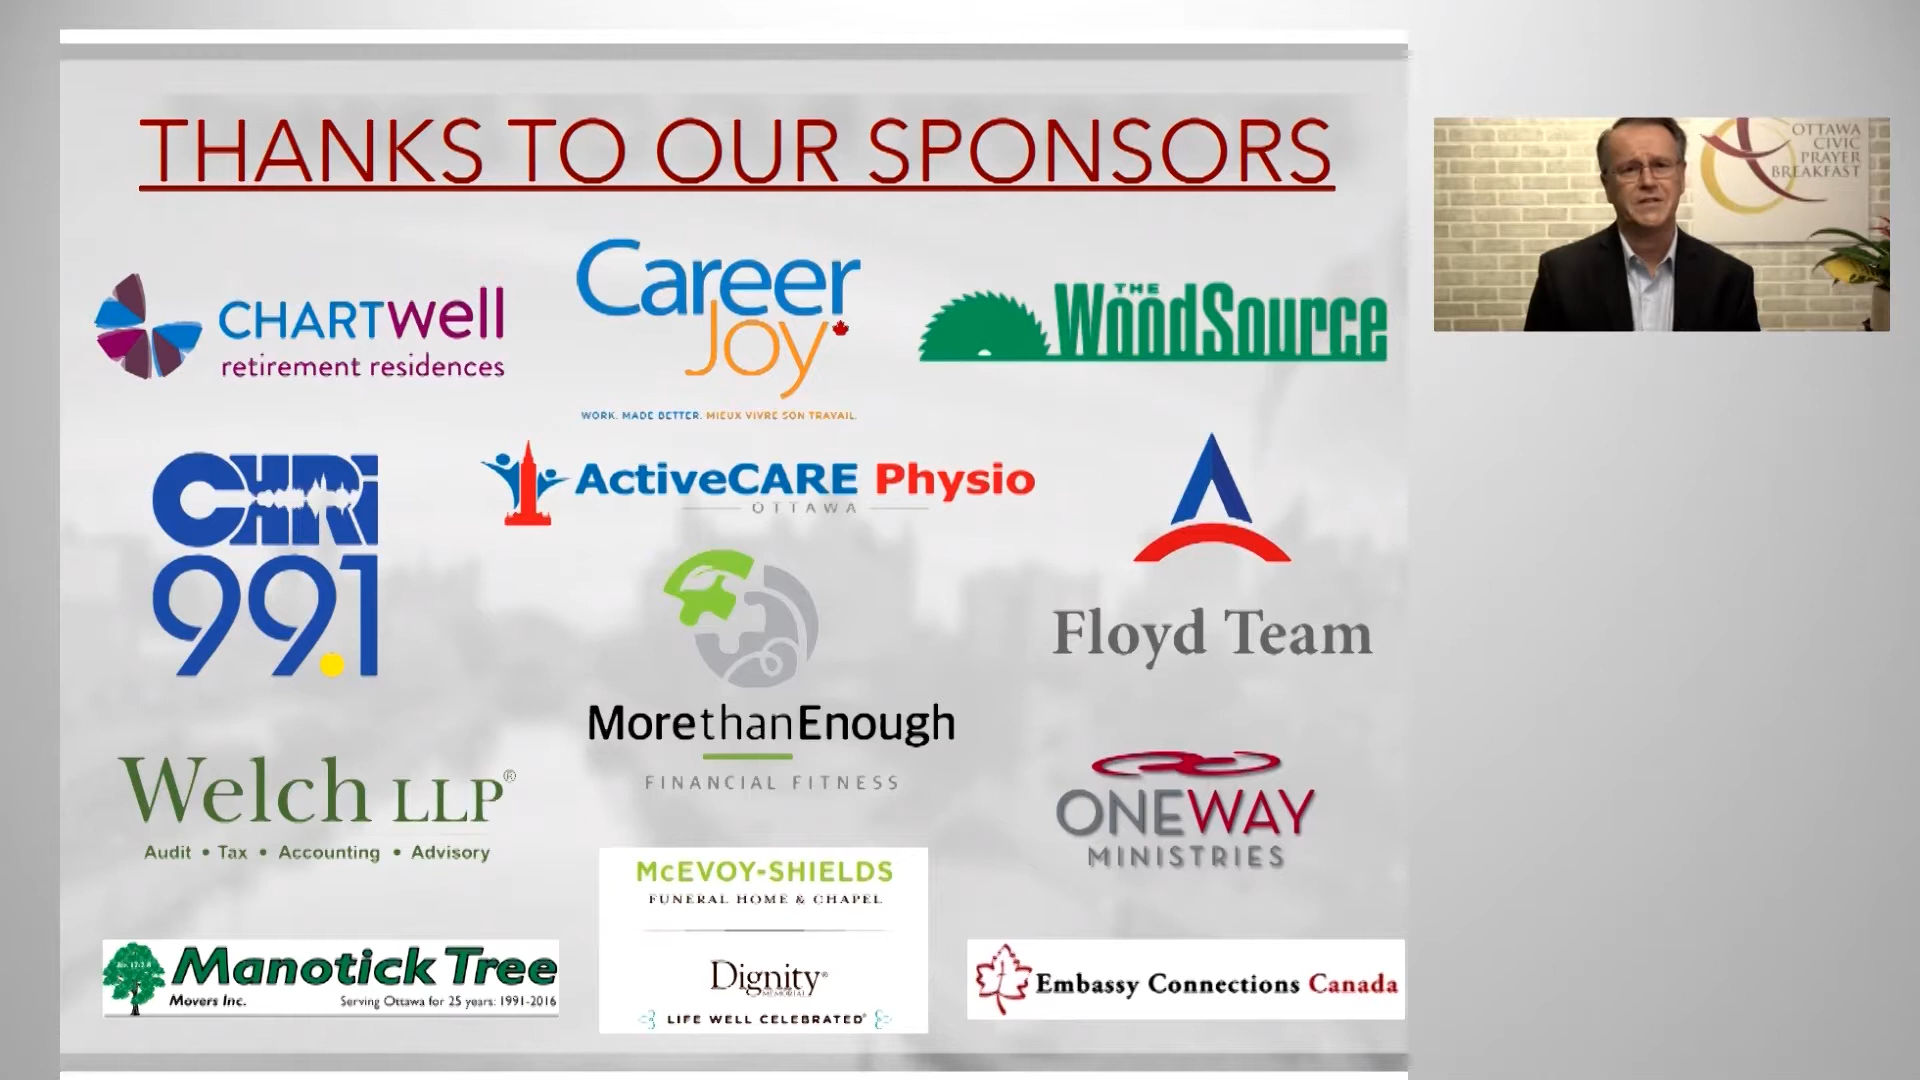 THANKS TO OUR SPONSORS
OTTAWA
CIVIC
PRAYER
BREAKFAST
CHARTWell
retirement residences
Career
Joy
WORK. MADE BETTER. MIEUX VIVRE SON TRAVAIL.
THE
WoodSource
CHRi
99.1
ActiveCARE Physio
OTTAWA
Floyd Team
MorethanEnough
FINANCIAL FITNESS
Welch LLP®
Audit • Tax • Accounting • Advisory
ONEWAY
MINISTRIES
McEVOY-SHIELDS
FUNERAL HOME & CHAPEL
Dignity®
MEMORIAL
LIFE WELL CELEBRATED®
Manotick Tree
Movers Inc. Serving Ottawa for 25 years: 1991-2016
Embassy Connections Canada